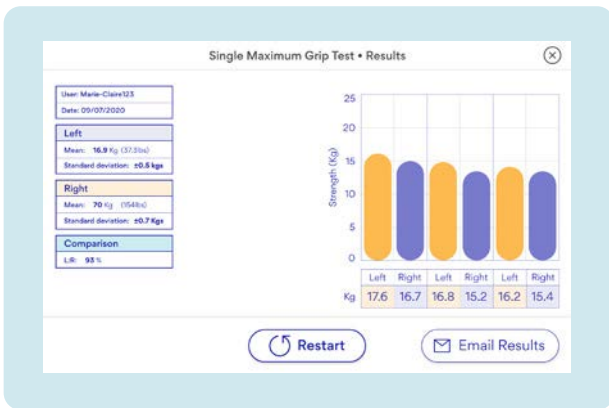 Single Maximum Grip Test • Results
User: Marie-Claire123
Date: 09/07/2020
Left
Mean: 16.9 Kg (37.3lbs)
Standard deviation: ±0.5 kgs
Right
Mean: 70 Kg (154lbs)
Standard deviation: ±0.7 Kgs
Comparison
L:R: 93 %
Strength (Kg)
25
20
15
10
5
0
Left Right Left Right Left Right
Kg 17.6 16.7 16.8 15.2 16.2 15.4
Restart
Email Results